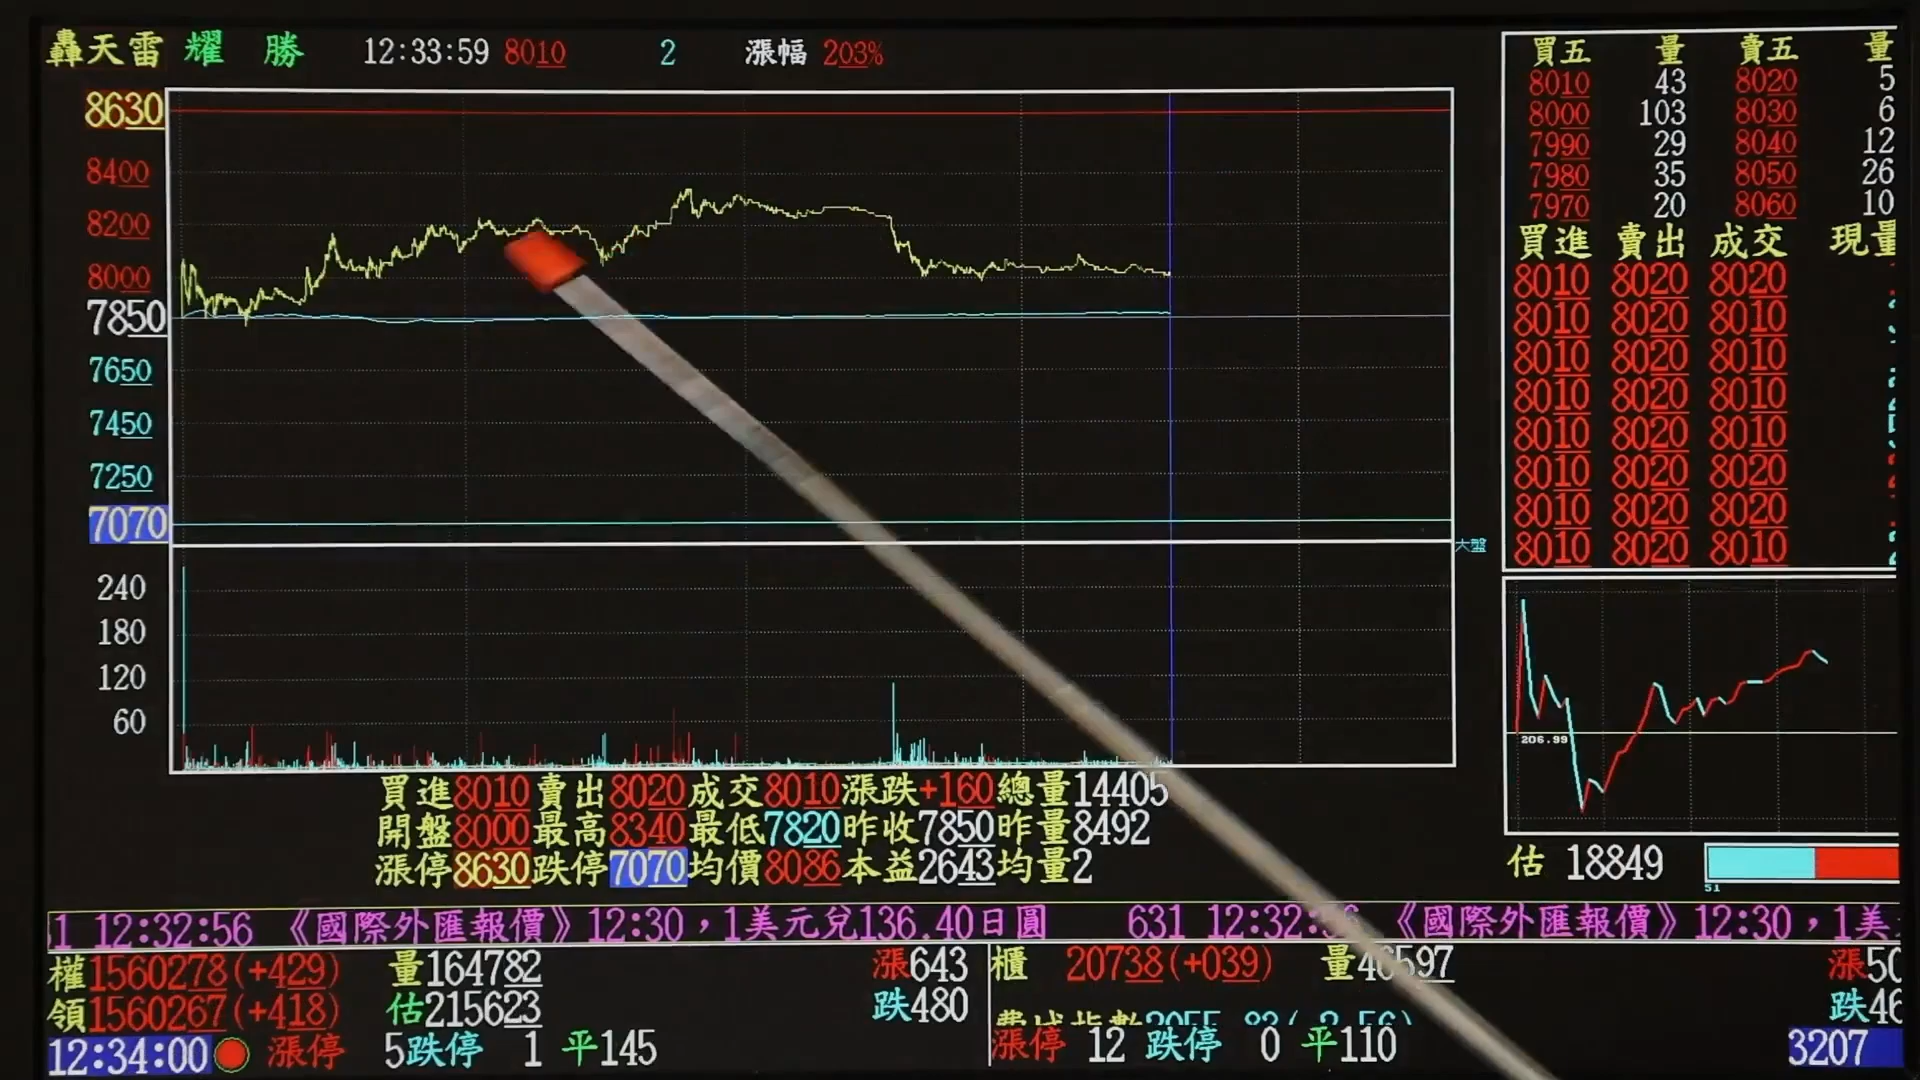 轟天雷 耀 勝 12:33:59 8010 2 漲幅 203%
8630
8400
8200
8000
7850
7650
7450
7250
7070
240
180
120
60
大盤
買進8010賣出8020成交8010漲跌+160總量14405
開盤8000最高8340最低7820昨收7850昨量8492
漲停8630跌停7070均價8086本益2643均量2
買五 量 賣五 量
8010 43 8020 5
8000 103 8030 6
7990 29 8040 12
7980 35 8050 26
7970 20 8060 10
買進 賣出 成交 現量
8010 8020 8020
8010 8020 8010
8010 8020 8010
8010 8020 8010
8010 8020 8010
8010 8020 8020
8010 8020 8020
8010 8020 8010
206.99
估 18849
51
1 12:32:56 《國際外匯報價》12:30,1美元兌136.40日圓 631 12:32:56 《國際外匯報價》12:30,1美
權1560278(+429) 量164782 漲643 櫃 20738(+039) 量46597 漲50
領1560267(+418) 估215623 跌480 跌46
12:34:00 漲停 5跌停 1 平145 漲停 12 跌停 0 平110 3207